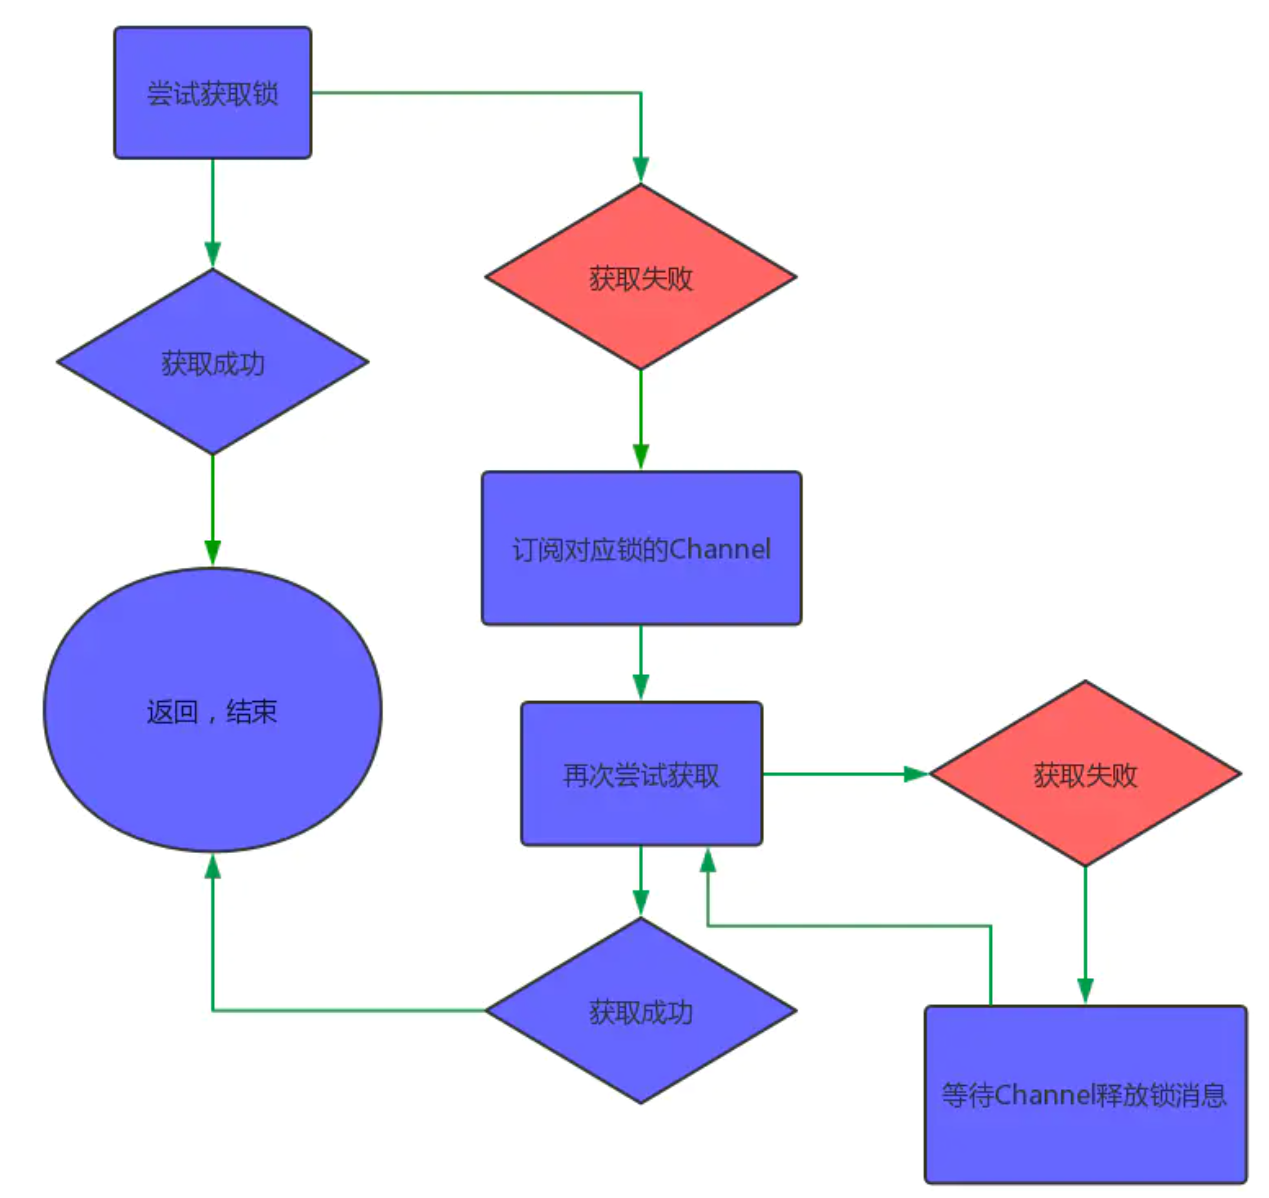 尝试获取锁
获取失败
获取成功
订阅对应锁的Channel
返回，结束
再次尝试获取
获取失败
获取成功
等待Channel释放锁消息